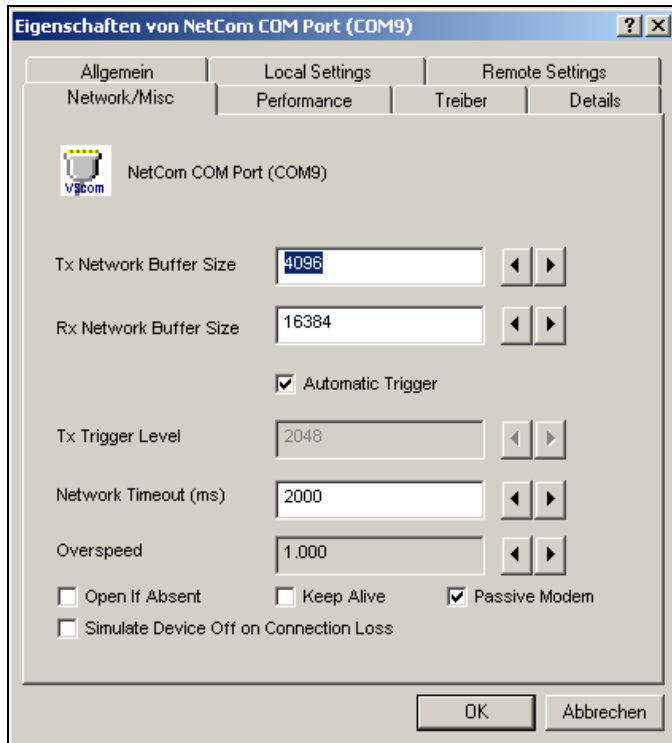 Eigenschaften von NetCom COM Port (COM9)
Allgemein Local Settings Remote Settings
Network/Misc Performance Treiber Details
VScom NetCom COM Port (COM9)
Tx Network Buffer Size 4096
Rx Network Buffer Size 16384
Automatic Trigger
Tx Trigger Level 2048
Network Timeout (ms) 2000
Overspeed 1.000
Open If Absent Keep Alive Passive Modem
Simulate Device Off on Connection Loss
OK Abbrechen